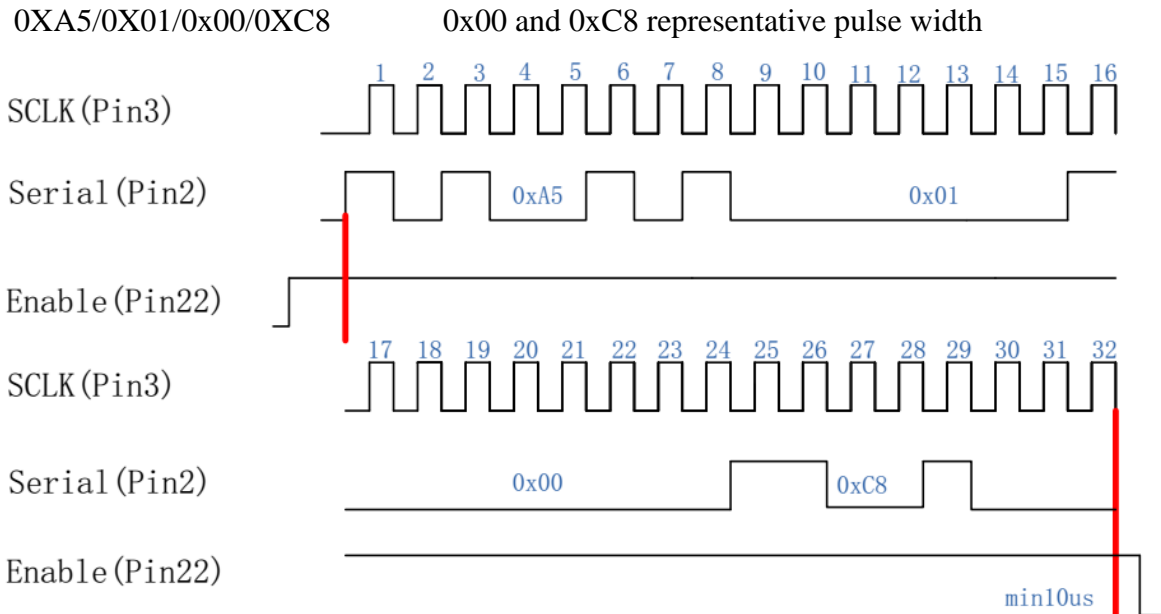 0XA5/0X01/0x00/0XC8 0x00 and 0xC8 representative pulse width
1 2 3 4 5 6 7 8 9 10 11 12 13 14 15 16
SCLK(Pin3)
Serial(Pin2) 0xA5 0x01
Enable(Pin22)
17 18 19 20 21 22 23 24 25 26 27 28 29 30 31 32
SCLK(Pin3)
Serial(Pin2) 0x00 0xC8
Enable(Pin22)
min10us